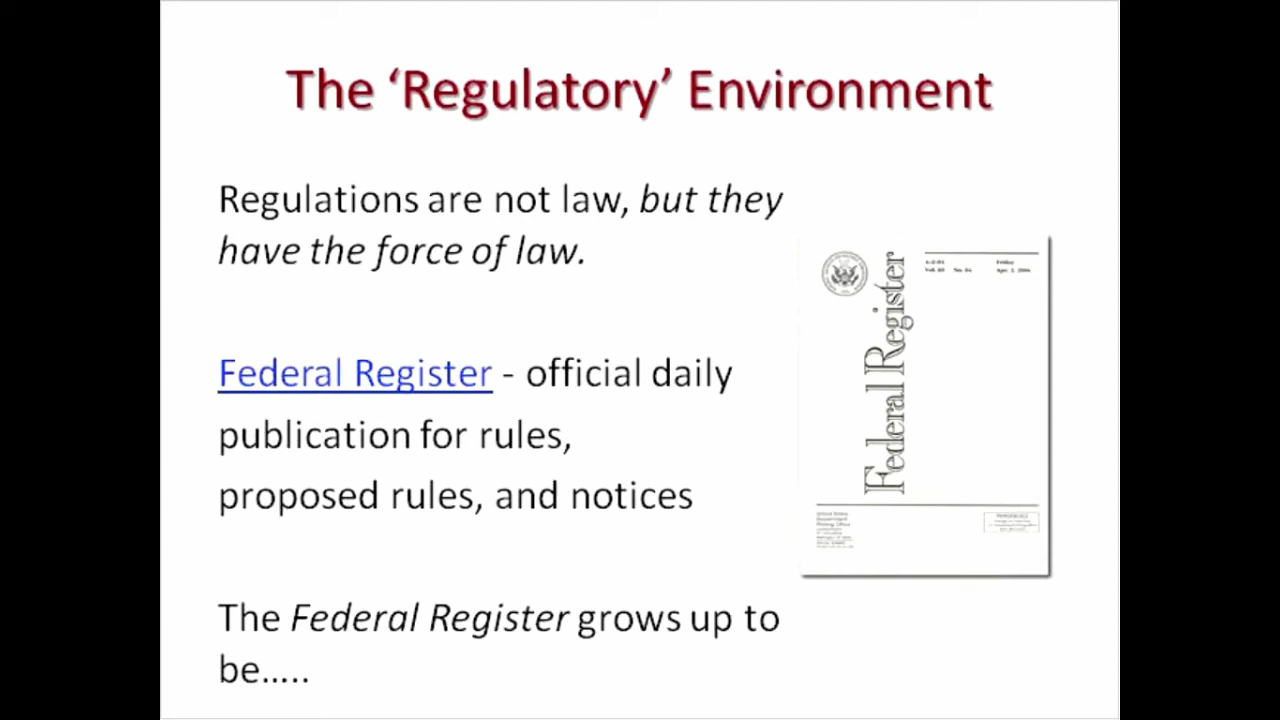 The ‘Regulatory’ Environment
Regulations are not law, but they
have the force of law.
Federal Register - official daily
publication for rules,
proposed rules, and notices
The Federal Register grows up to
be.....
Federal Register
Friday